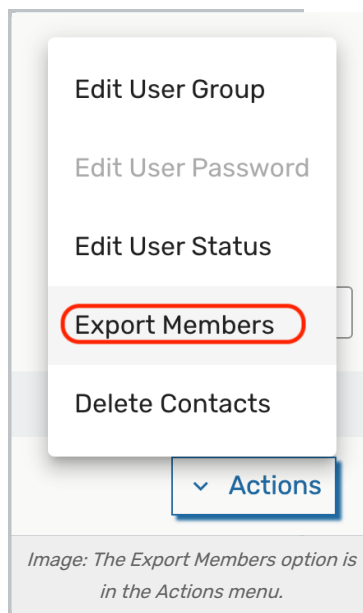 Edit User Group
Edit User Password
Edit User Status
Export Members
Delete Contacts
Actions
Image: The Export Members option is
in the Actions menu.